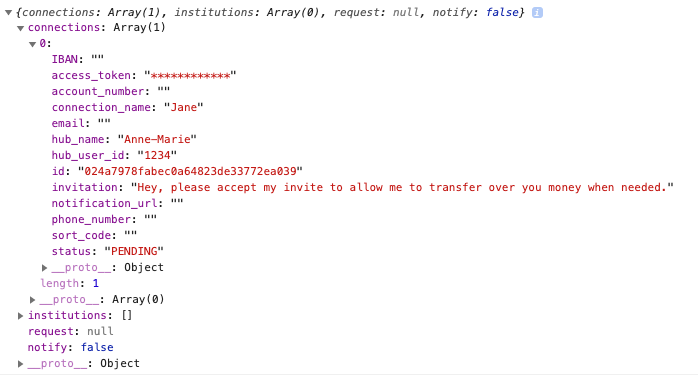 {connections: Array(1), institutions: Array(0), request: null, notify: false} i
connections: Array(1)
0:
IBAN: ""
access_token: "************"
account_number: ""
connection_name: "Jane"
email: ""
hub_name: "Anne-Marie"
hub_user_id: "1234"
id: "024a7978fabec0a64823de33772ea039"
invitation: "Hey, please accept my invite to allow me to transfer over you money when needed."
notification_url: ""
phone_number: ""
sort_code: ""
status: "PENDING"
__proto__: Object
length: 1
__proto__: Array(0)
institutions: []
request: null
notify: false
__proto__: Object